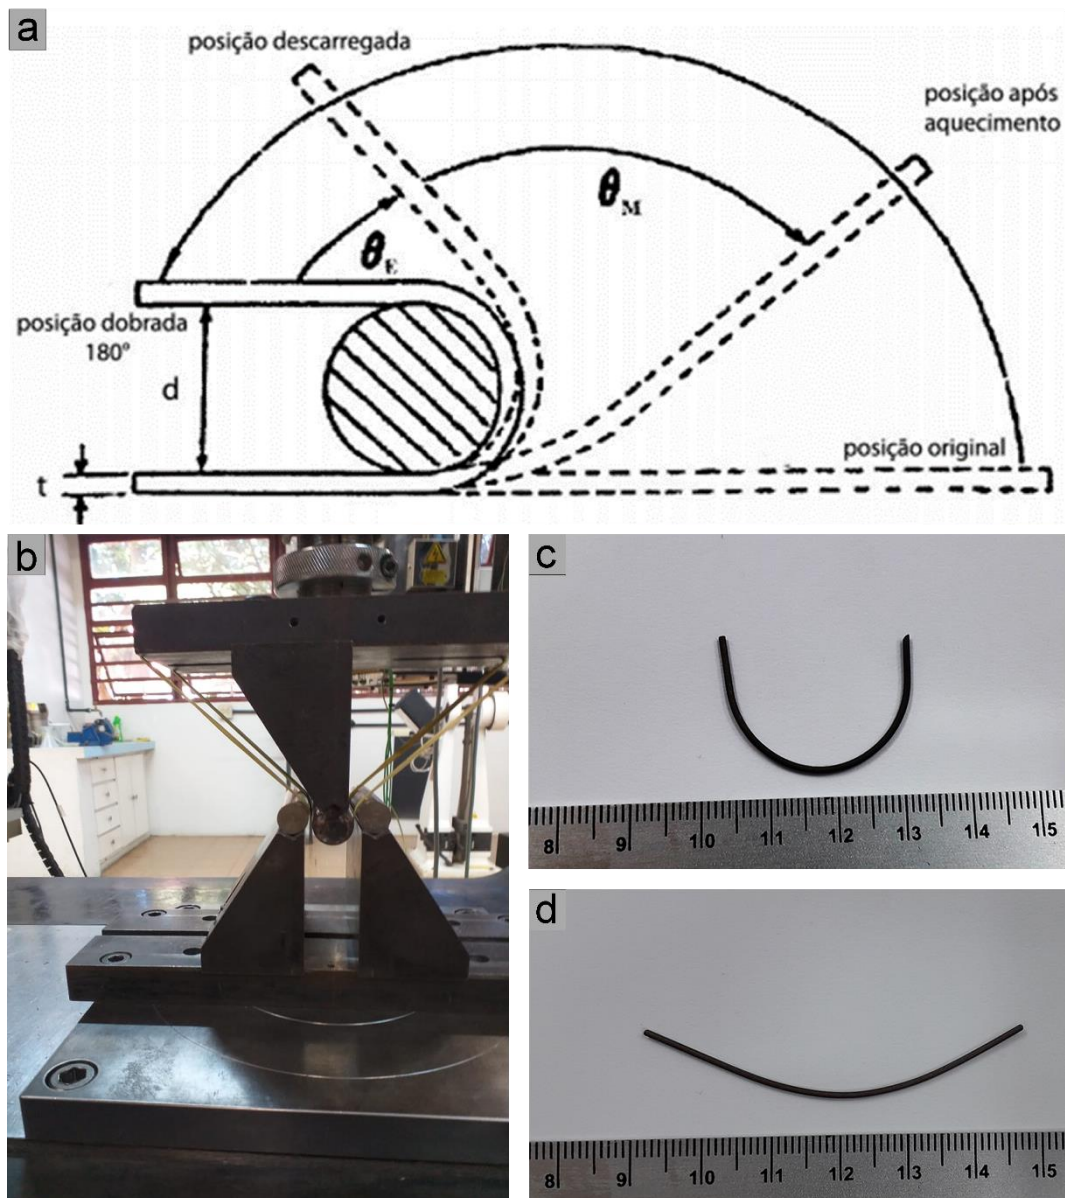 a
posição descarregada
posição após
aquecimento
θM
θE
posição dobrada
180°
d
posição original
t
b
c
8 9 10 11 12 13 14 15
d
8 9 10 11 12 13 14 15